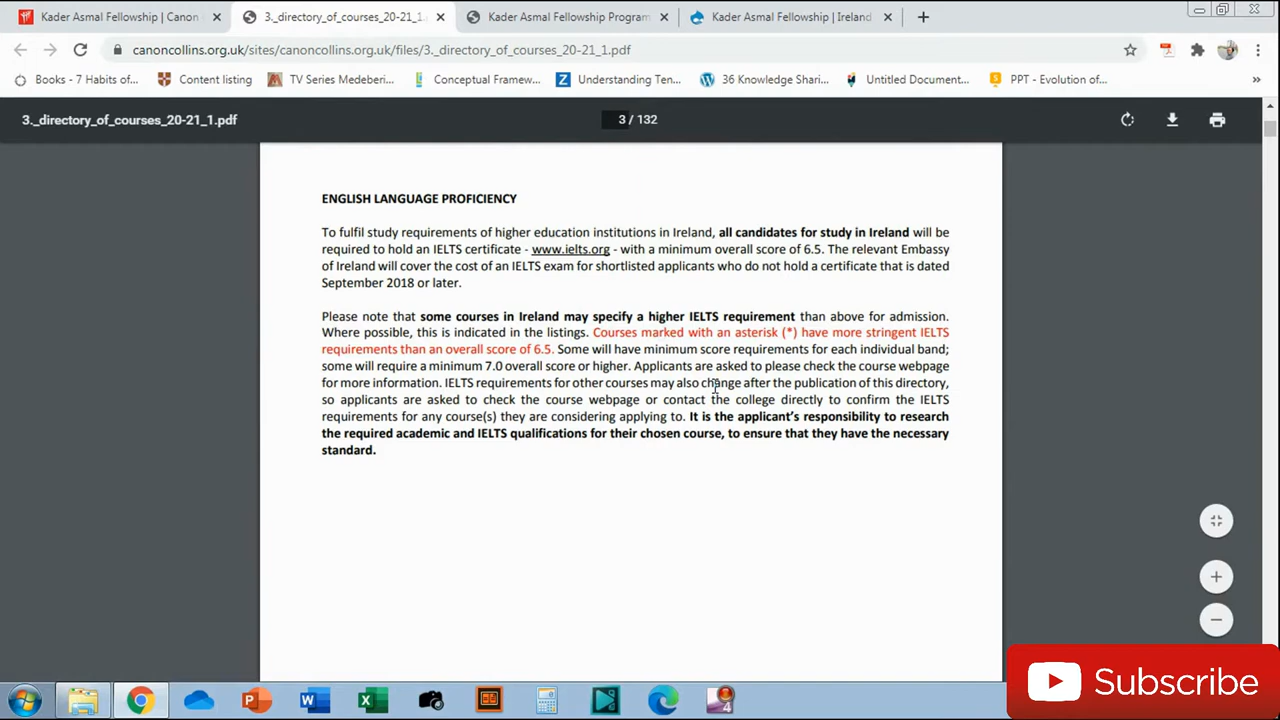 Kader Asmal Fellowship | Canon
3._directory_of_courses_20-21_1.p
Kader Asmal Fellowship Program
Kader Asmal Fellowship | Ireland
canoncollins.org.uk/sites/canoncollins.org.uk/files/3._directory_of_courses_20-21_1.pdf
Books - 7 Habits of...
Content listing
TV Series Medeberi...
Conceptual Framew...
Understanding Ten...
36 Knowledge Shari...
Untitled Document...
PPT - Evolution of...
3._directory_of_courses_20-21_1.pdf
3 / 132
ENGLISH LANGUAGE PROFICIENCY
To fulfil study requirements of higher education institutions in Ireland, all candidates for study in Ireland will be
required to hold an IELTS certificate - www.ielts.org - with a minimum overall score of 6.5. The relevant Embassy
of Ireland will cover the cost of an IELTS exam for shortlisted applicants who do not hold a certificate that is dated
September 2018 or later.
Please note that some courses in Ireland may specify a higher IELTS requirement than above for admission.
Where possible, this is indicated in the listings. Courses marked with an asterisk (*) have more stringent IELTS
requirements than an overall score of 6.5. Some will have minimum score requirements for each individual band;
some will require a minimum 7.0 overall score or higher. Applicants are asked to please check the course webpage
for more information. IELTS requirements for other courses may also change after the publication of this directory,
so applicants are asked to check the course webpage or contact the college directly to confirm the IELTS
requirements for any course(s) they are considering applying to. It is the applicant's responsibility to research
the required academic and IELTS qualifications for their chosen course, to ensure that they have the necessary
standard.
Subscribe